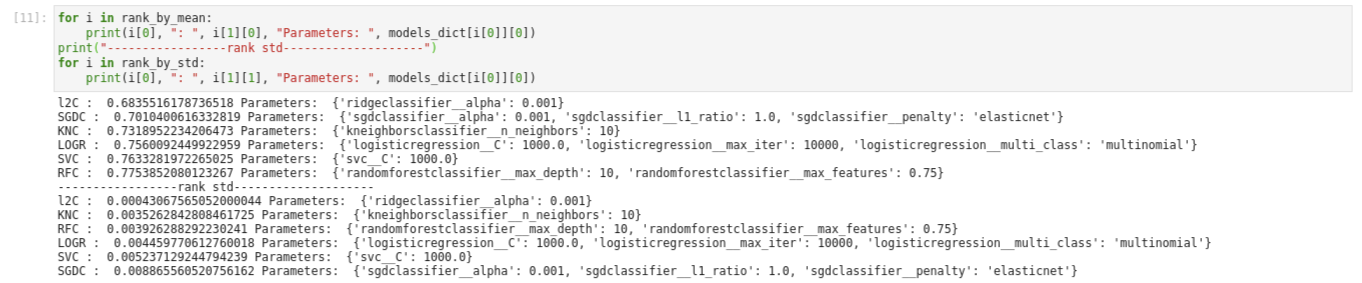 [11]: for i in rank_by_mean:
    print(i[0], ": ", i[1][0], "Parameters: ", models_dict[i[0]][0])
print("-----------------rank std--------------------")
for i in rank_by_std:
    print(i[0], ": ", i[1][1], "Parameters: ", models_dict[i[0]][0])
l2C :  0.6835516178736518 Parameters:  {'ridgeclassifier__alpha': 0.001}
SGDC :  0.7010400616332819 Parameters:  {'sgdclassifier__alpha': 0.001, 'sgdclassifier__l1_ratio': 1.0, 'sgdclassifier__penalty': 'elasticnet'}
KNC :  0.7318952234206473 Parameters:  {'kneighborsclassifier__n_neighbors': 10}
LOGR :  0.7560092449922959 Parameters:  {'logisticregression__C': 1000.0, 'logisticregression__max_iter': 10000, 'logisticregression__multi_class': 'multinomial'}
SVC :  0.7633281972265025 Parameters:  {'svc__C': 1000.0}
RFC :  0.7753852080123267 Parameters:  {'randomforestclassifier__max_depth': 10, 'randomforestclassifier__max_features': 0.75}
-----------------rank std--------------------
l2C :  0.00043067565052000044 Parameters:  {'ridgeclassifier__alpha': 0.001}
KNC :  0.0035262842808461725 Parameters:  {'kneighborsclassifier__n_neighbors': 10}
RFC :  0.003926288292230241 Parameters:  {'randomforestclassifier__max_depth': 10, 'randomforestclassifier__max_features': 0.75}
LOGR :  0.004459770612760018 Parameters:  {'logisticregression__C': 1000.0, 'logisticregression__max_iter': 10000, 'logisticregression__multi_class': 'multinomial'}
SVC :  0.005237129244794239 Parameters:  {'svc__C': 1000.0}
SGDC :  0.008865560520756162 Parameters:  {'sgdclassifier__alpha': 0.001, 'sgdclassifier__l1_ratio': 1.0, 'sgdclassifier__penalty': 'elasticnet'}